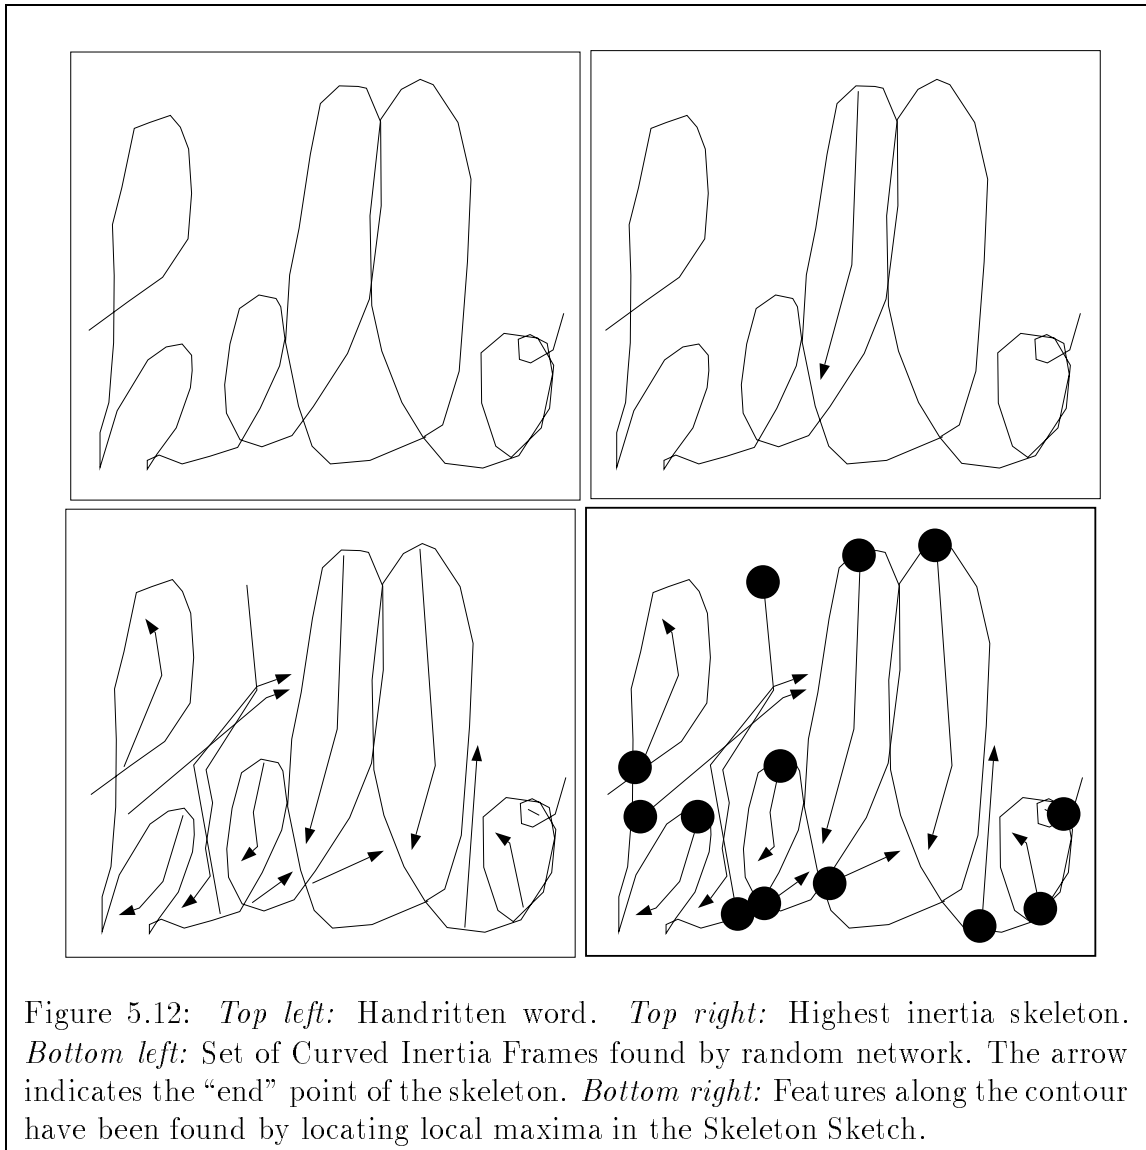 hello
Figure 5.12: Top left: Handritten word. Top right: Highest inertia skeleton.
Bottom left: Set of Curved Inertia Frames found by random network. The arrow
indicates the “end” point of the skeleton. Bottom right: Features along the contour
have been found by locating local maxima in the Skeleton Sketch.